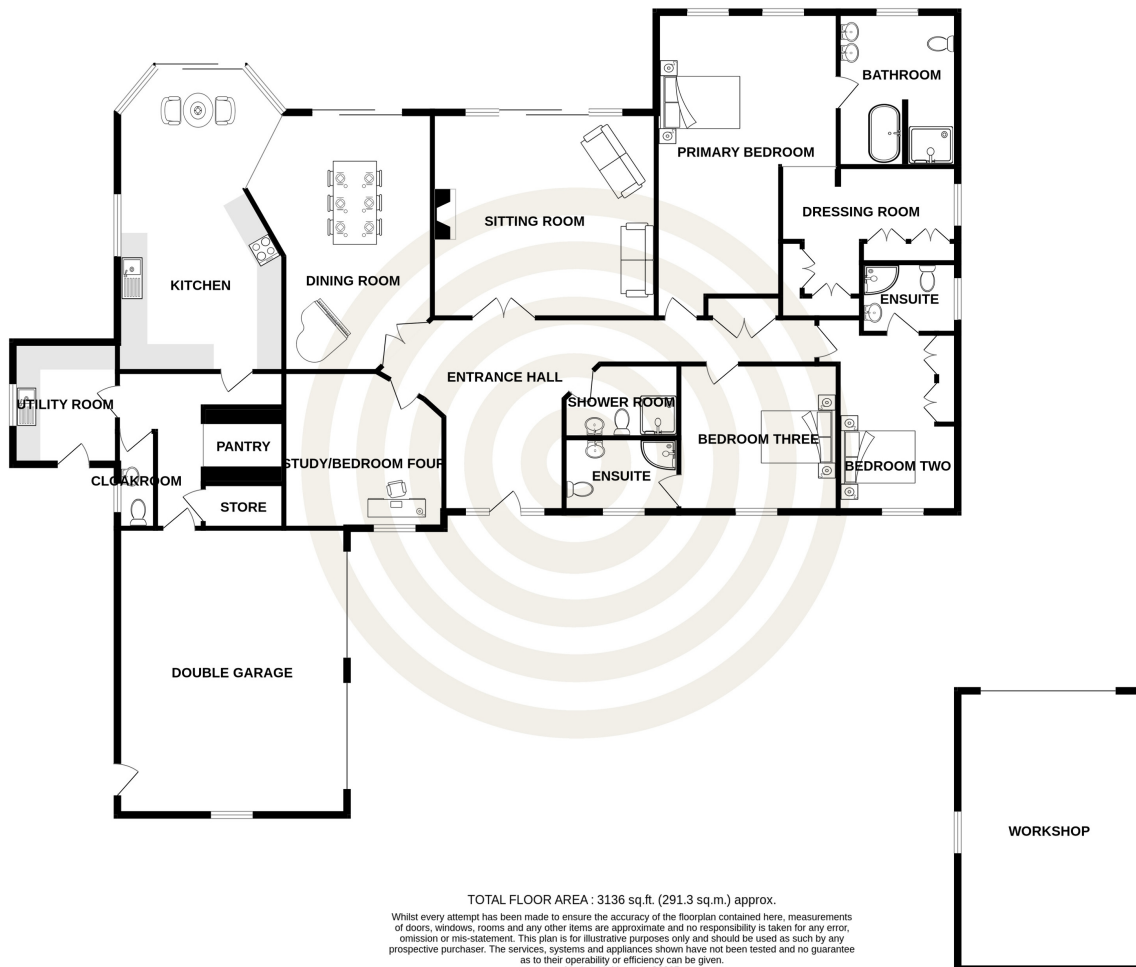 BATHROOM
PRIMARY BEDROOM
DRESSING ROOM
SITTING ROOM
DINING ROOM
KITCHEN
ENSUITE
ENTRANCE HALL
UTILITY ROOM
SHOWER ROOM
PANTRY
STUDY/BEDROOM FOUR
BEDROOM THREE
BEDROOM TWO
CLOAKROOM
ENSUITE
STORE
DOUBLE GARAGE
WORKSHOP
TOTAL FLOOR AREA : 3136 sq.ft. (291.3 sq.m.) approx.
Whilst every attempt has been made to ensure the accuracy of the floorplan contained here, measurements
of doors, windows, rooms and any other items are approximate and no responsibility is taken for any error,
omission or mis-statement. This plan is for illustrative purposes only and should be used as such by any
prospective purchaser. The services, systems and appliances shown have not been tested and no guarantee
as to their operability or efficiency can be given.